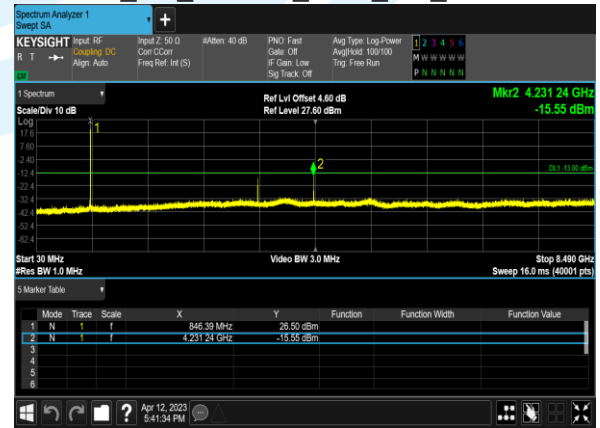 Spectrum Analyzer 1
Swept SA
KEYSIGHT Input: RF Input Z: 50 Ω #Atten: 40 dB PNO: Fast Avg Type: Log-Power 1 2 3 4 5 6
R T Coupling: DC Corr CCorr Gate: Off Avg|Hold: 100/100 M W W W W W
Align: Auto Freq Ref: Int (S) IF Gain: Low Trig: Free Run P N N N N N
LV Sig Track: Off
1 Spectrum Ref Lvl Offset 4.60 dB Mkr2 4.231 24 GHz
Scale/Div 10 dB Ref Level 27.60 dBm -15.55 dBm
Log
17.6 1
7.60
-2.40 2
-12.4 DL1 -13.00 dBm
-22.4
-32.4
-42.4
-52.4
-62.4
Start 30 MHz Video BW 3.0 MHz Stop 8.490 GHz
#Res BW 1.0 MHz Sweep 16.0 ms (40001 pts)
5 Marker Table
Mode Trace Scale X Y Function Function Width Function Value
1 N 1 f 846.39 MHz 26.50 dBm
2 N 1 f 4.231 24 GHz -15.55 dBm
3
4
5
6
? Apr 12, 2023
5:41:34 PM